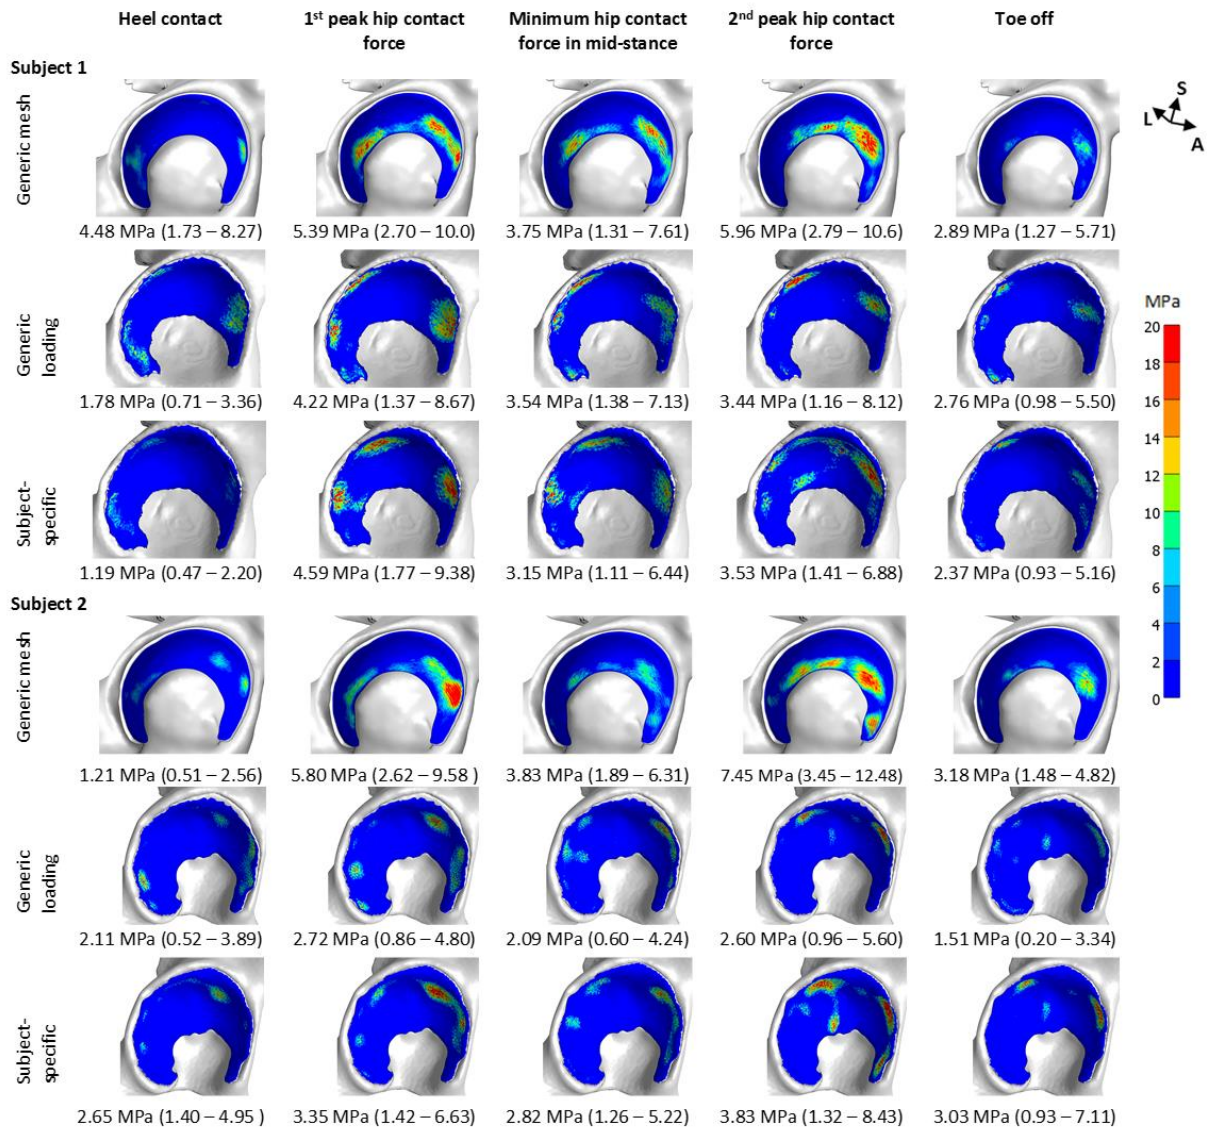 Heel contact
1st peak hip contact
force
Minimum hip contact
force in mid-stance
2nd peak hip contact
force
Toe off
Subject 1
Generic mesh
4.48 MPa (1.73 – 8.27)
5.39 MPa (2.70 – 10.0)
3.75 MPa (1.31 – 7.61)
5.96 MPa (2.79 – 10.6)
2.89 MPa (1.27 – 5.71)
S
L
A
Generic
loading
1.78 MPa (0.71 – 3.36)
4.22 MPa (1.37 – 8.67)
3.54 MPa (1.38 – 7.13)
3.44 MPa (1.16 – 8.12)
2.76 MPa (0.98 – 5.50)
Subject-
specific
1.19 MPa (0.47 – 2.20)
4.59 MPa (1.77 – 9.38)
3.15 MPa (1.11 – 6.44)
3.53 MPa (1.41 – 6.88)
2.37 MPa (0.93 – 5.16)
MPa
20
18
16
14
12
10
8
6
4
2
0
Subject 2
Generic mesh
1.21 MPa (0.51 – 2.56)
5.80 MPa (2.62 – 9.58 )
3.83 MPa (1.89 – 6.31)
7.45 MPa (3.45 – 12.48)
3.18 MPa (1.48 – 4.82)
Generic
loading
2.11 MPa (0.52 – 3.89)
2.72 MPa (0.86 – 4.80)
2.09 MPa (0.60 – 4.24)
2.60 MPa (0.96 – 5.60)
1.51 MPa (0.20 – 3.34)
Subject-
specific
2.65 MPa (1.40 – 4.95 )
3.35 MPa (1.42 – 6.63)
2.82 MPa (1.26 – 5.22)
3.83 MPa (1.32 – 8.43)
3.03 MPa (0.93 – 7.11)